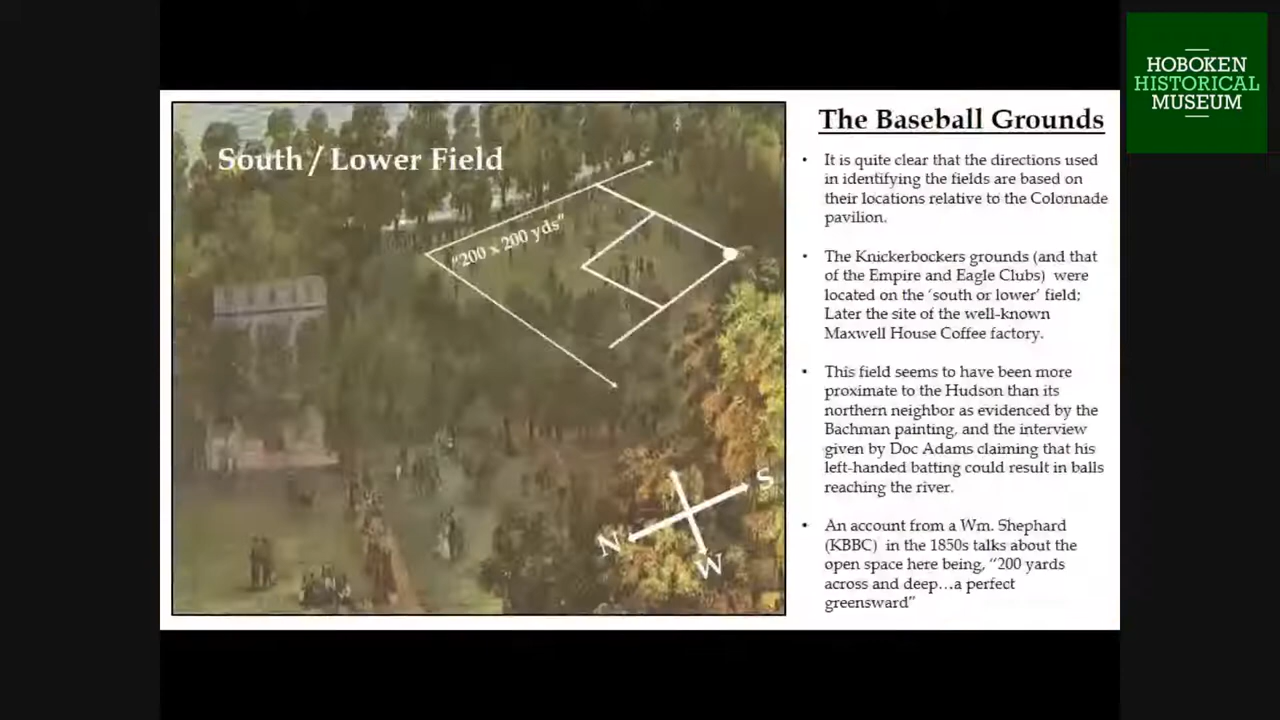 HOBOKEN
HISTORICAL
MUSEUM
South / Lower Field
"200 x 200 yds"
N
S
W
The Baseball Grounds
• It is quite clear that the directions used
in identifying the fields are based on
their locations relative to the Colonnade
pavilion.
• The Knickerbockers grounds (and that
of the Empire and Eagle Clubs) were
located on the ‘south or lower’ field;
Later the site of the well-known
Maxwell House Coffee factory.
• This field seems to have been more
proximate to the Hudson than its
northern neighbor as evidenced by the
Bachman painting, and the interview
given by Doc Adams claiming that his
left-handed batting could result in balls
reaching the river.
• An account from a Wm. Shephard
(KBBC) in the 1850s talks about the
open space here being, “200 yards
across and deep…a perfect
greensward”